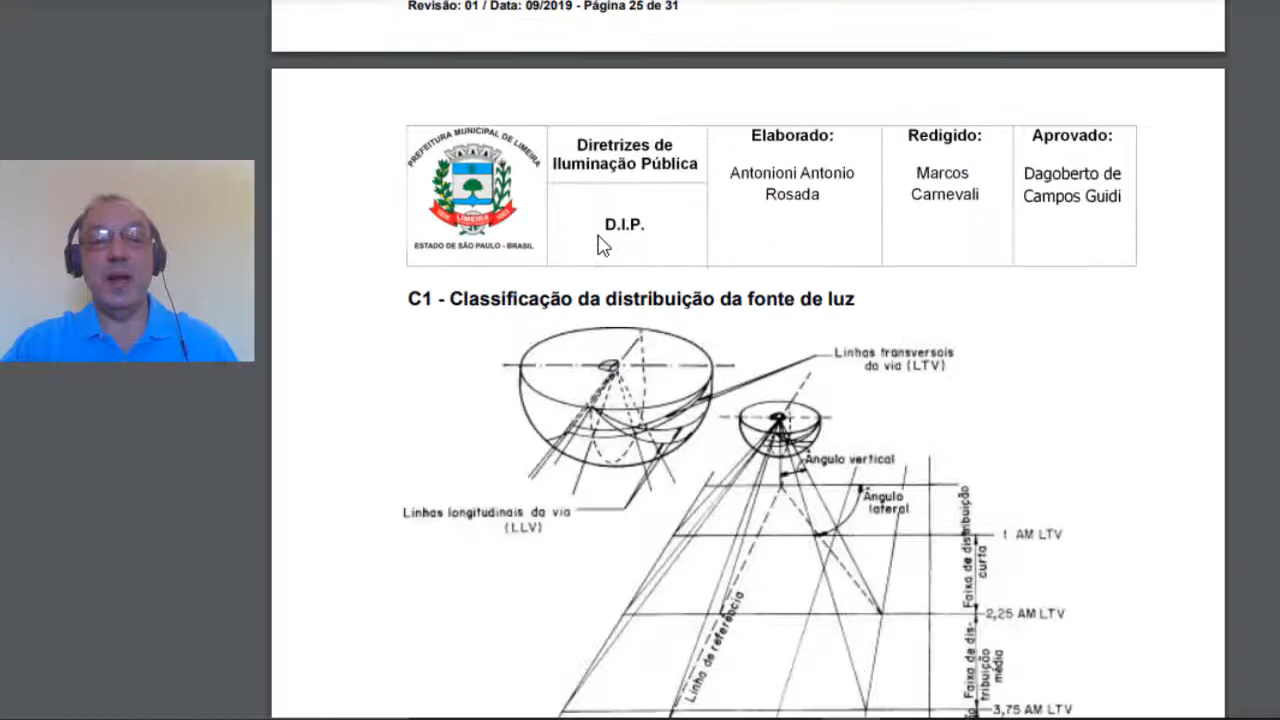 Revisão: 01 / Data: 09/2019 - Página 25 de 31
PREFEITURA MUNICIPAL DE LIMEIRA
LIMEIRA
ESTADO DE SÃO PAULO - BRASIL
Diretrizes de
Iluminação Pública
D.I.P.
Elaborado:
Antonioni Antonio
Rosada
Redigido:
Marcos
Carnevali
Aprovado:
Dagoberto de
Campos Guidi
C1 - Classificação da distribuição da fonte de luz
Linhas transversais
da via (LTV)
Ângulo vertical
Ângulo
lateral
Linhas longitudinais da via
(LLV)
Linha de referência
Faixa de distribuição
curta
1 AM LTV
2,25 AM LTV
Faixa de dis-
tribuição
média
3,75 AM LTV